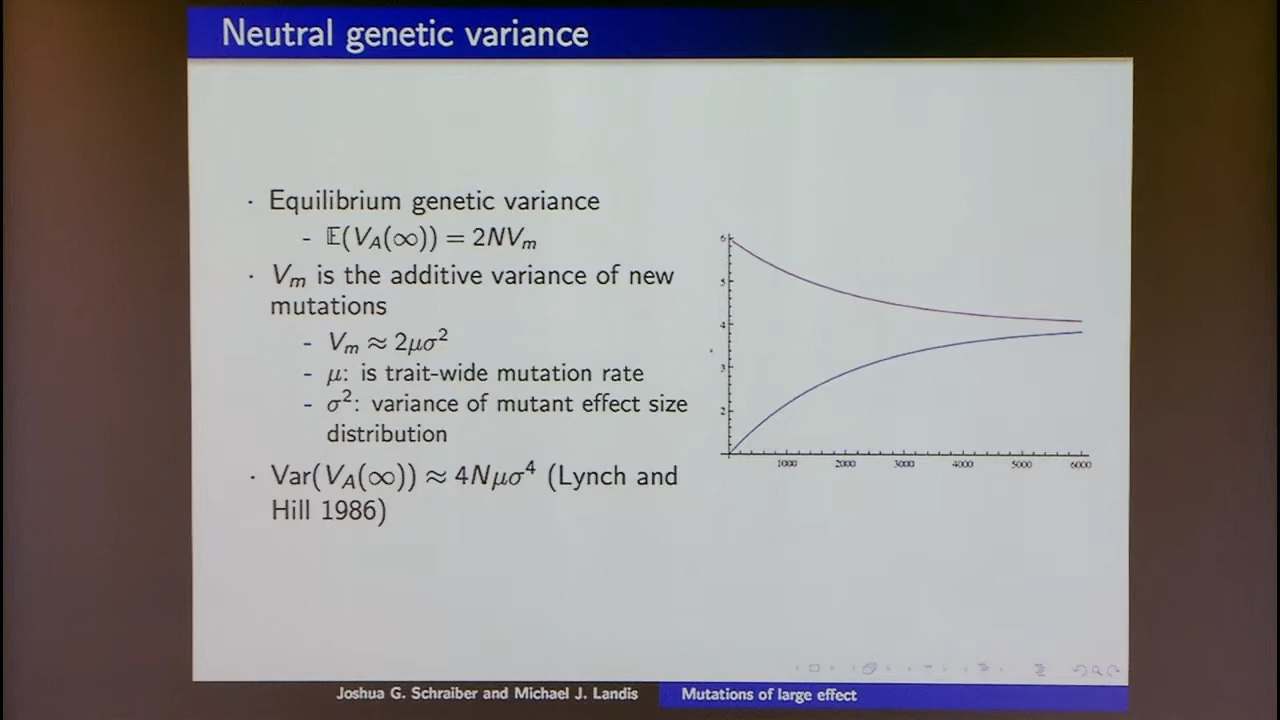 Neutral genetic variance
· Equilibrium genetic variance
- 𝔼(V_A(∞)) = 2NV_m
· V_m is the additive variance of new
mutations
- V_m ≈ 2μσ²
- μ: is trait-wide mutation rate
- σ²: variance of mutant effect size
distribution
· Var(V_A(∞)) ≈ 4Nμσ⁴ (Lynch and
Hill 1986)
6
5
4
3
2
1000 2000 3000 4000 5000 6000
Joshua G. Schraiber and Michael J. Landis Mutations of large effect